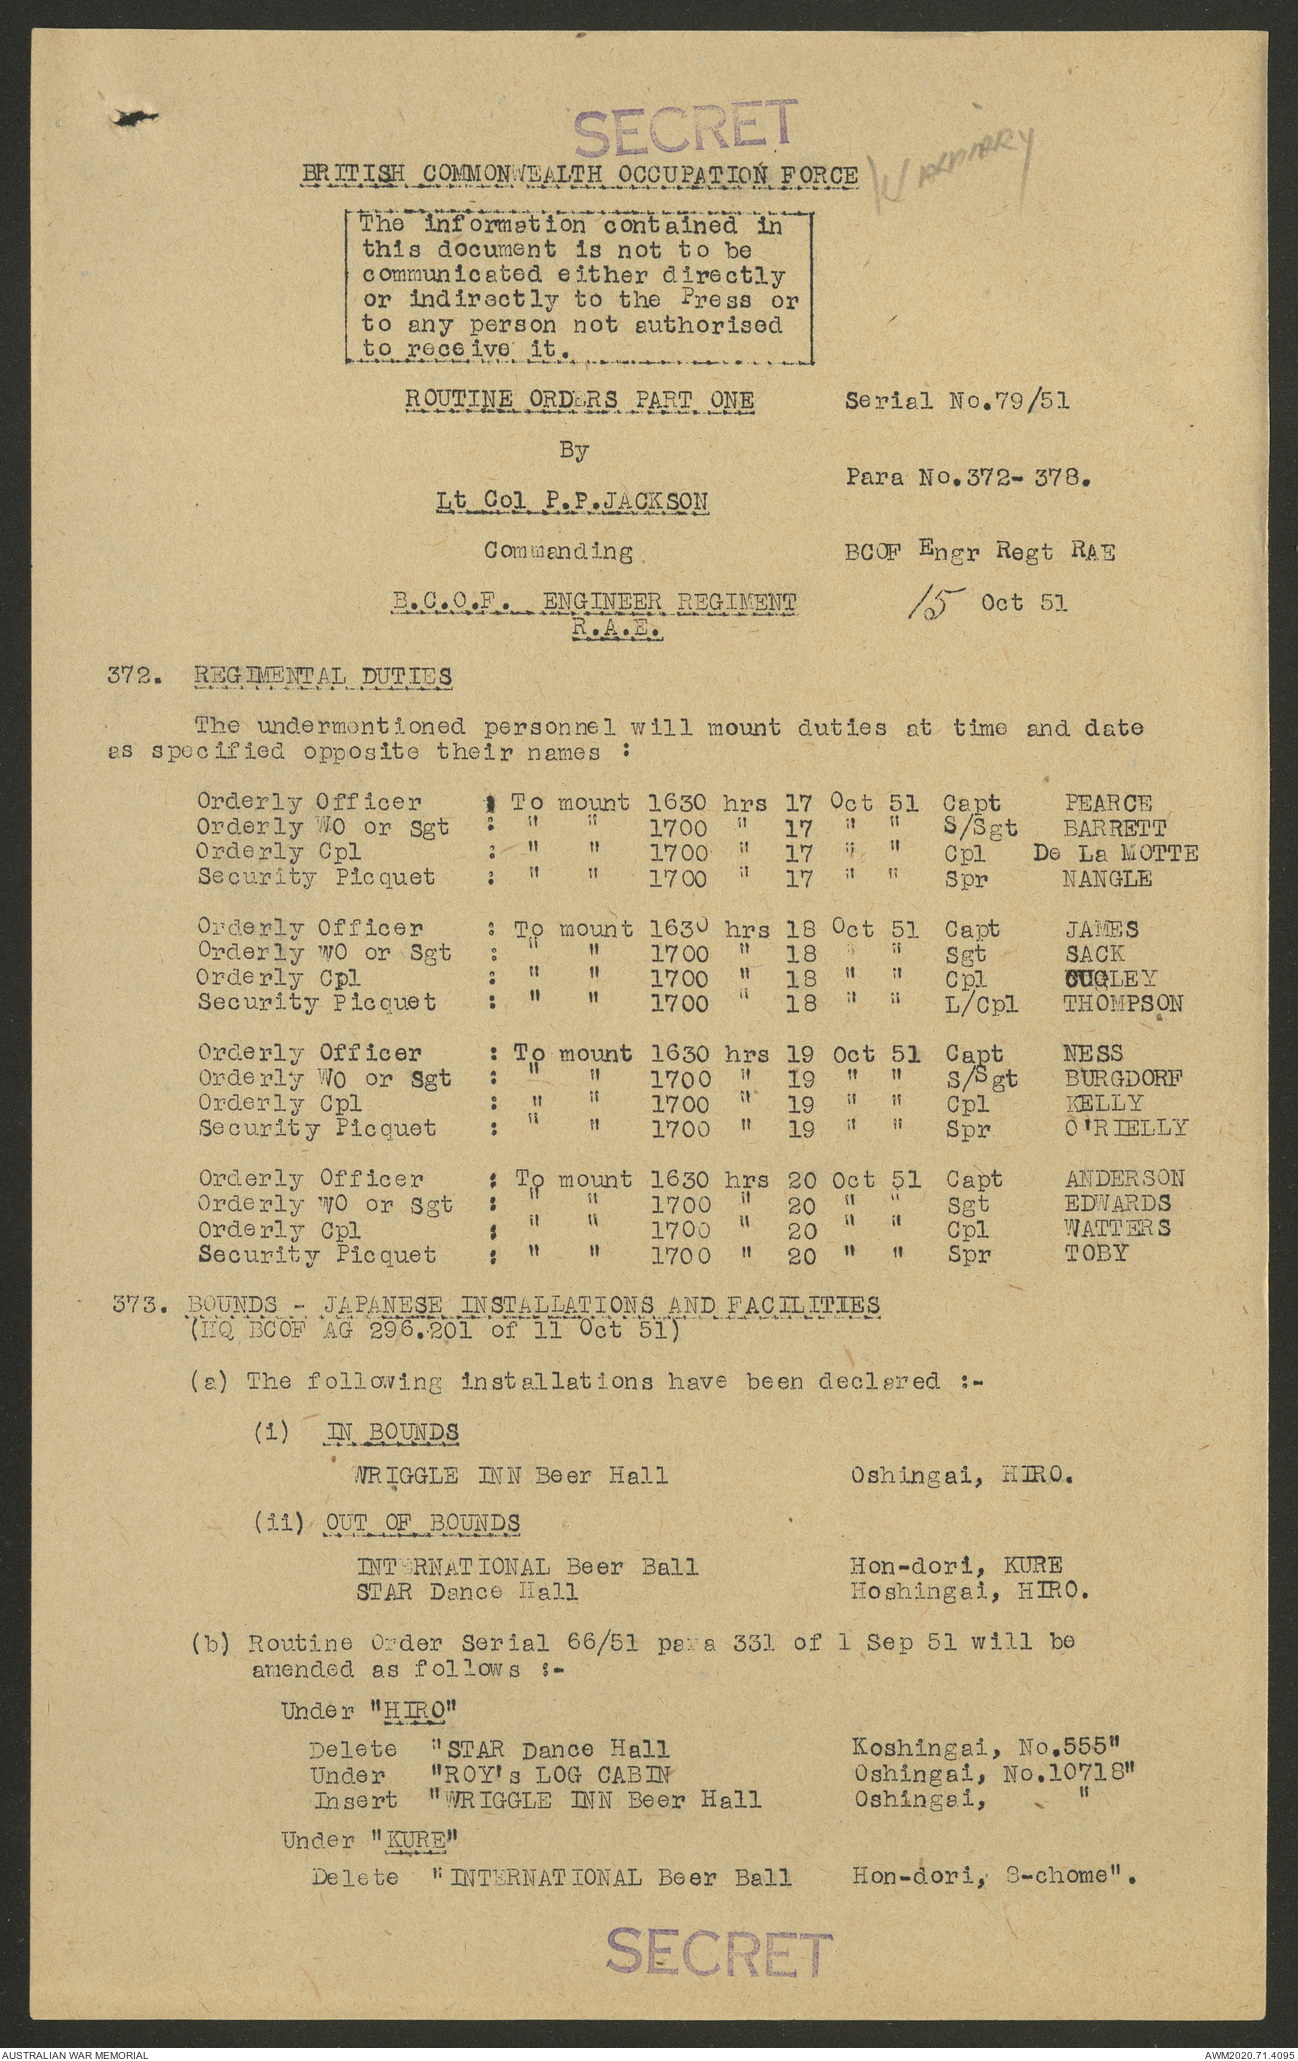 SECRET
BRITISH COMMONWEALTH OCCUPATION FORCE
The information contained in
this document is not to be
communicated either directly
or indirectly to the Press or
to any person not authorised
to receive it.
ROUTINE ORDERS PART ONE Serial No.79/51
By
Para No.372- 378.
Lt Col P.P.JACKSON
Commanding BCOF Engr Regt RAE
B.C.O.F. ENGINEER REGIMENT 15 Oct 51
R.A.E.
372. REGIMENTAL DUTIES
The undermentioned personnel will mount duties at time and date
as specified opposite their names :
Orderly Officer : To mount 1630 hrs 17 Oct 51 Capt PEARCE
Orderly WO or Sgt : " " 1700 " 17 " " S/Sgt BARRETT
Orderly Cpl : " " 1700 " 17 " " Cpl De La MOTTE
Security Picquet : " " 1700 " 17 " " Spr NANGLE
Orderly Officer : To mount 1630 hrs 18 Oct 51 Capt JAMES
Orderly WO or Sgt : " " 1700 " 18 " " Sgt SACK
Orderly Cpl : " " 1700 " 18 " " Cpl CUGLEY
Security Picquet : " " 1700 " 18 " " L/Cpl THOMPSON
Orderly Officer : To mount 1630 hrs 19 Oct 51 Capt NESS
Orderly WO or Sgt : " " 1700 " 19 " " S/Sgt BURGDORF
Orderly Cpl : " " 1700 " 19 " " Cpl KELLY
Security Picquet : " " 1700 " 19 " " Spr O'RIELLY
Orderly Officer : To mount 1630 hrs 20 Oct 51 Capt ANDERSON
Orderly WO or Sgt : " " 1700 " 20 " " Sgt EDWARDS
Orderly Cpl : " " 1700 " 20 " " Cpl WATTERS
Security Picquet : " " 1700 " 20 " " Spr TOBY
373. BOUNDS - JAPANESE INSTALLATIONS AND FACILITIES
(HQ BCOF AG 296.201 of 11 Oct 51)
(a) The following installations have been declared :-
(i) IN BOUNDS
WRIGGLE INN Beer Hall Oshingai, HIRO.
(ii) OUT OF BOUNDS
INTERNATIONAL Beer Ball Hon-dori, KURE
STAR Dance Hall Hoshingai, HIRO.
(b) Routine Order Serial 66/51 para 331 of 1 Sep 51 will be
amended as follows :-
Under "HIRO"
Delete "STAR Dance Hall Koshingai, No.555"
Under "ROY's LOG CABIN Oshingai, No.10718"
Insert "WRIGGLE INN Beer Hall Oshingai, "
Under "KURE"
Delete "INTERNATIONAL Beer Ball Hon-dori, 8-chome".
SECRET
AUSTRALIAN WAR MEMORIAL AWM2020.71.4095